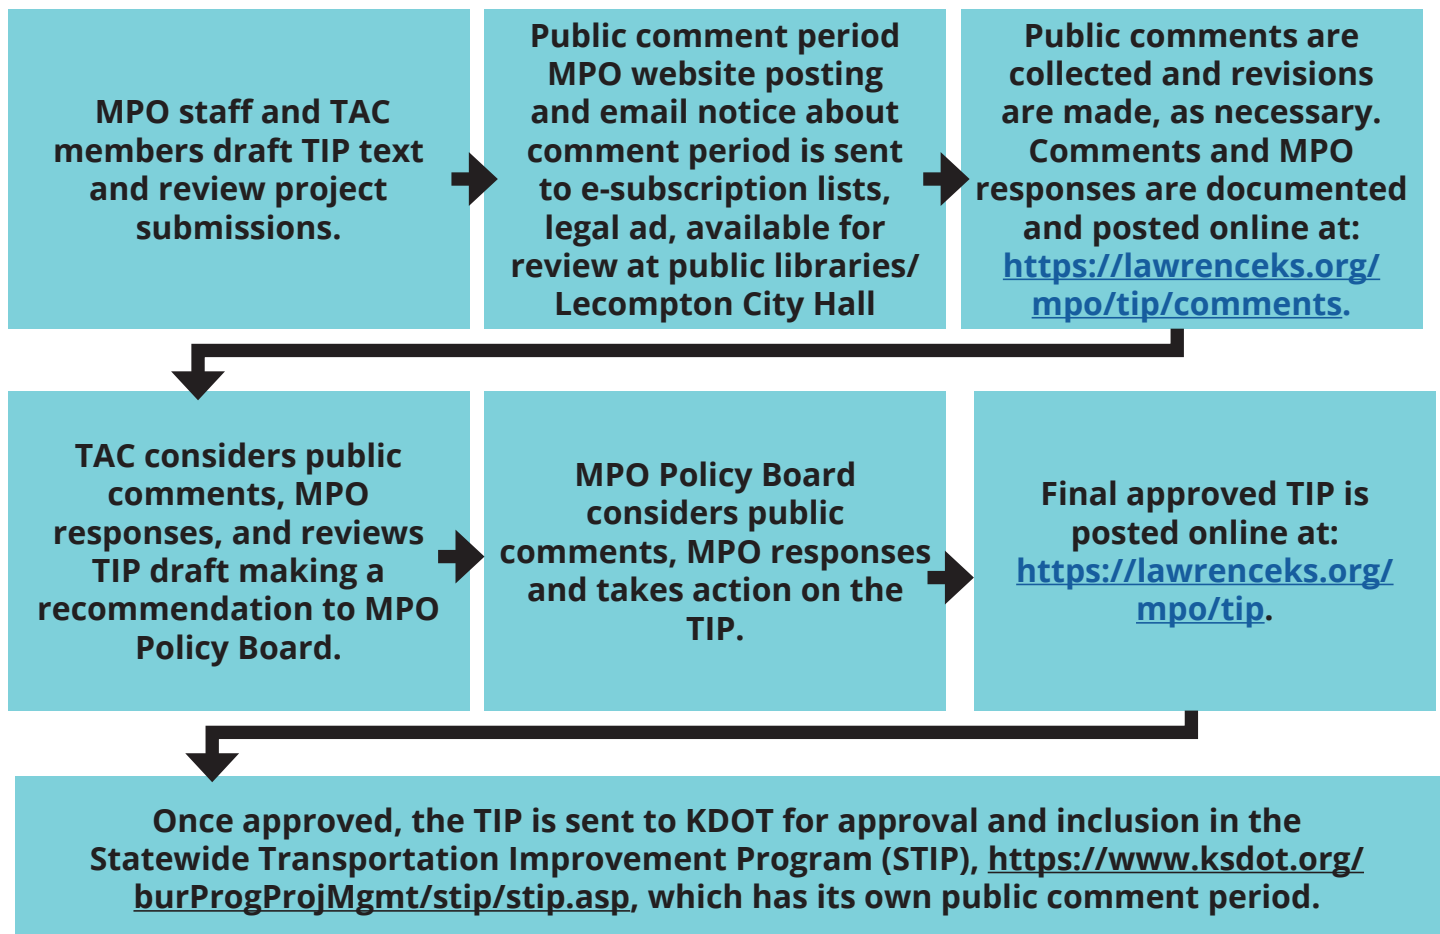 MPO staff and TAC
members draft TIP text
and review project
submissions.
Public comment period
MPO website posting
and email notice about
comment period is sent
to e-subscription lists,
legal ad, available for
review at public libraries/
Lecompton City Hall
Public comments are
collected and revisions
are made, as necessary.
Comments and MPO
responses are documented
and posted online at:
https://lawrenceks.org/
mpo/tip/comments.
TAC considers public
comments, MPO
responses, and reviews
TIP draft making a
recommendation to MPO
Policy Board.
MPO Policy Board
considers public
comments, MPO responses
and takes action on the
TIP.
Final approved TIP is
posted online at:
https://lawrenceks.org/
mpo/tip.
Once approved, the TIP is sent to KDOT for approval and inclusion in the
Statewide Transportation Improvement Program (STIP), https://www.ksdot.org/
burProgProjMgmt/stip/stip.asp, which has its own public comment period.